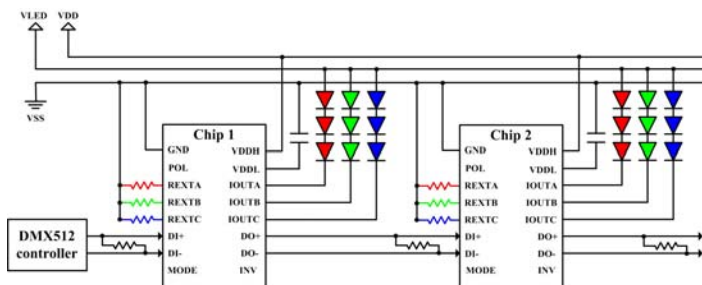 VLED VDD
VSS
Chip 1
GND VDDH
POL VDDL
REXTA IOUTA
REXTB IOUTB
REXTC IOUTC
DI+ DO+
DI- DO-
MODE INV
Chip 2
GND VDDH
POL VDDL
REXTA IOUTA
REXTB IOUTB
REXTC IOUTC
DI+ DO+
DI- DO-
MODE INV
DMX512
controller